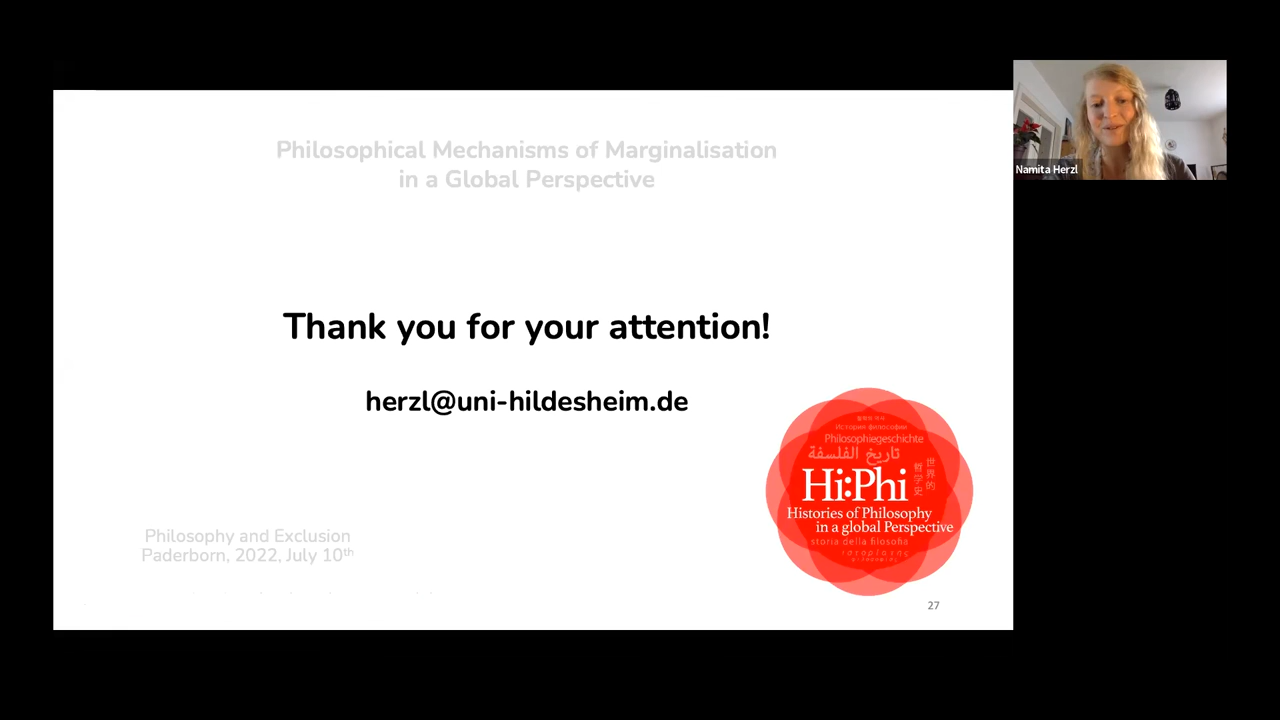 Philosophical Mechanisms of Marginalisation
in a Global Perspective
Namita Herzl
Thank you for your attention!
herzl@uni-hildesheim.de
История философии
Philosophiegeschichte
تاريخ الفلسفة
世界的
哲学史
Hi:Phi
Histories of Philosophy
in a global Perspective
storia della filosofia
Philosophy and Exclusion
Paderborn, 2022, July 10th
27